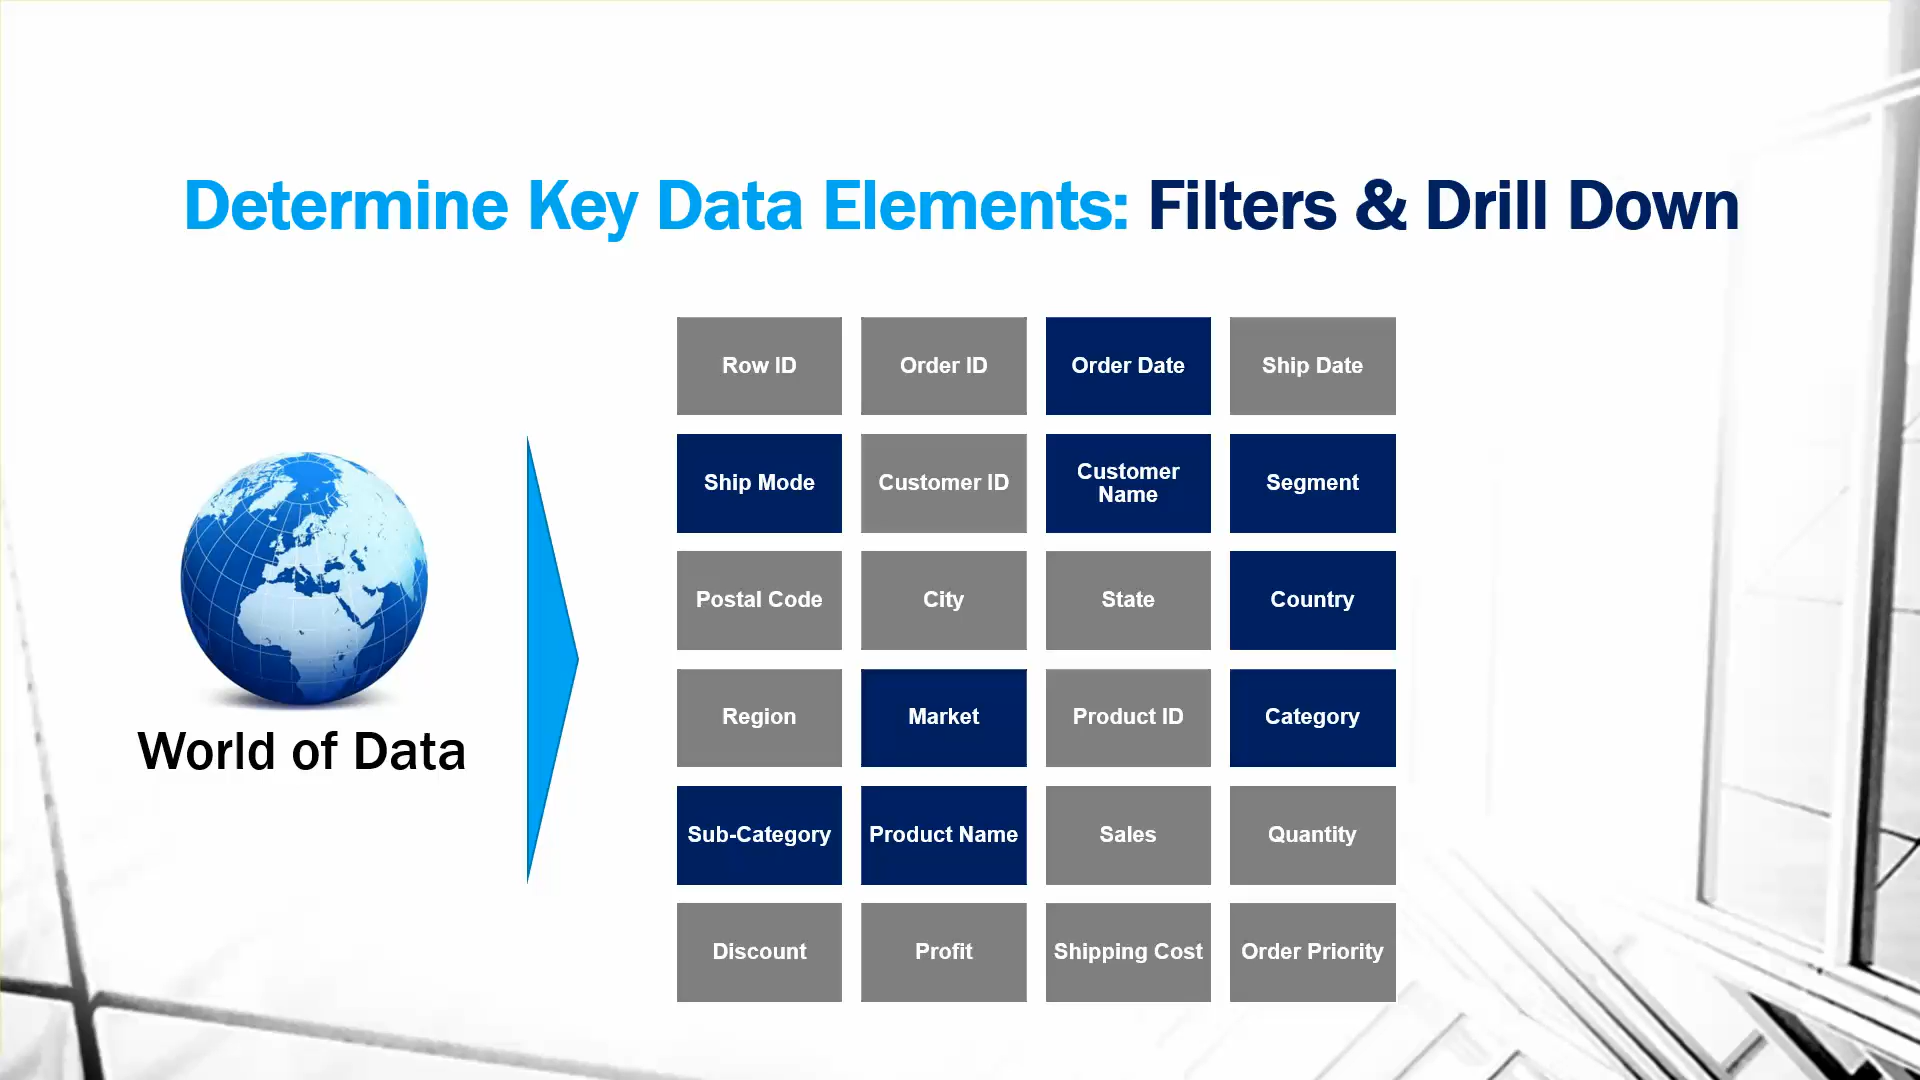 Determine Key Data Elements: Filters & Drill Down
Row ID
Order ID
Order Date
Ship Date
Ship Mode
Customer ID
Customer
Name
Segment
Postal Code
City
State
Country
Region
Market
Product ID
Category
Sub-Category
Product Name
Sales
Quantity
Discount
Profit
Shipping Cost
Order Priority
World of Data